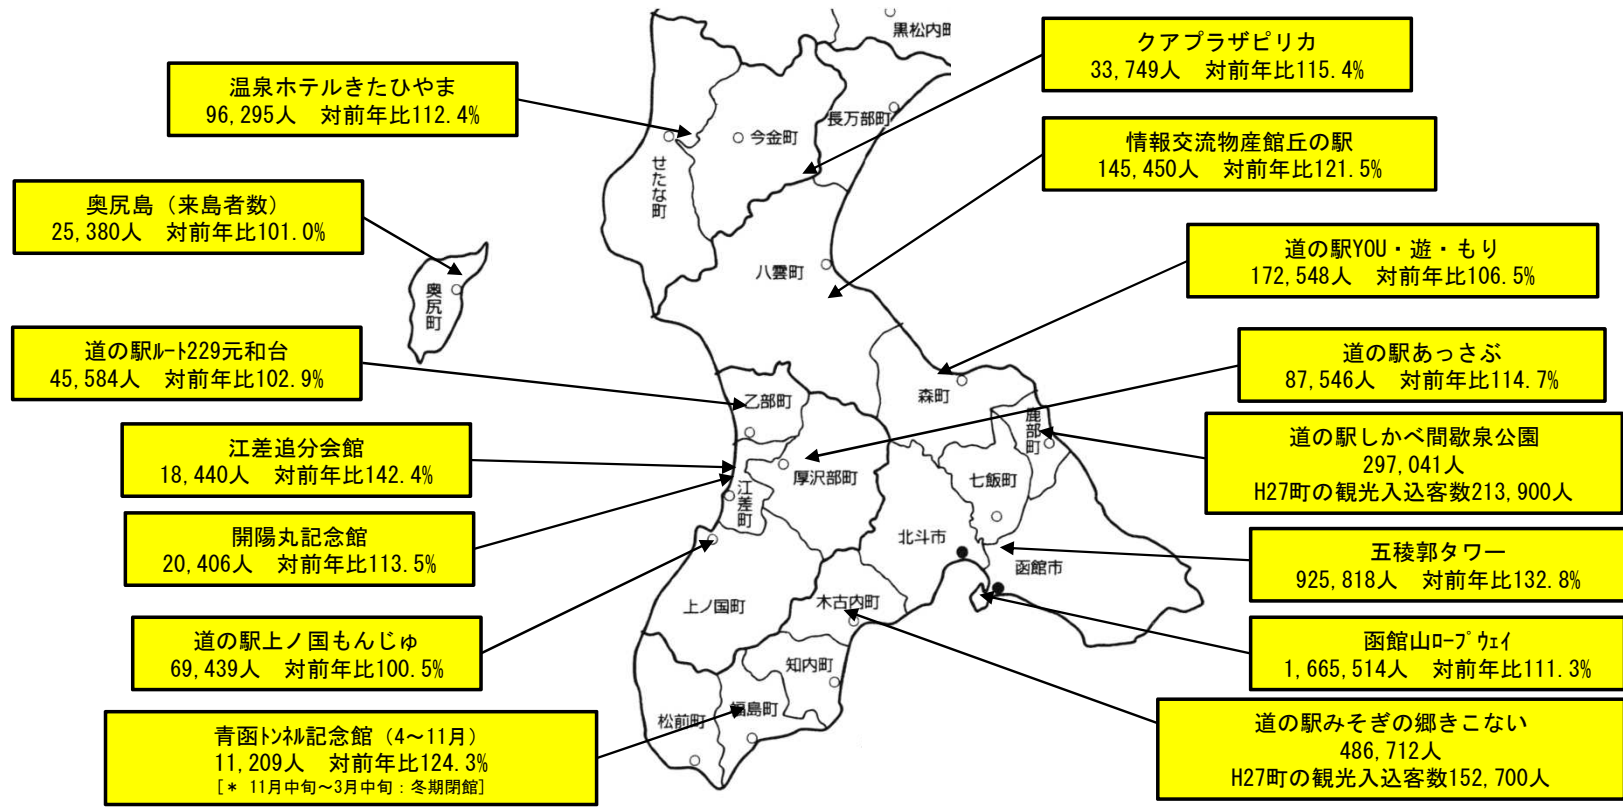 温泉ホテルきたひやま
96,295人　対前年比112.4%
奥尻島（来島者数）
25,380人　対前年比101.0%
道の駅ルート229元和台
45,584人　対前年比102.9%
江差追分会館
18,440人　対前年比142.4%
開陽丸記念館
20,406人　対前年比113.5%
道の駅上ノ国もんじゅ
69,439人　対前年比100.5%
青函トンネル記念館（4～11月）
11,209人　対前年比124.3%
[* 11月中旬～3月中旬：冬期閉館]
黒松内町
長万部町
今金町
せたな町
八雲町
奥尻町
森町
乙部町
鹿部町
厚沢部町
七飯町
江差町
北斗市
函館市
上ノ国町
木古内町
知内町
福島町
松前町
クアプラザピリカ
33,749人　対前年比115.4%
情報交流物産館丘の駅
145,450人　対前年比121.5%
道の駅YOU・遊・もり
172,548人　対前年比106.5%
道の駅あっさぶ
87,546人　対前年比114.7%
道の駅しかべ間歇泉公園
297,041人
H27町の観光入込客数213,900人
五稜郭タワー
925,818人　対前年比132.8%
函館山ロープウェイ
1,665,514人　対前年比111.3%
道の駅みそぎの郷きこない
486,712人
H27町の観光入込客数152,700人